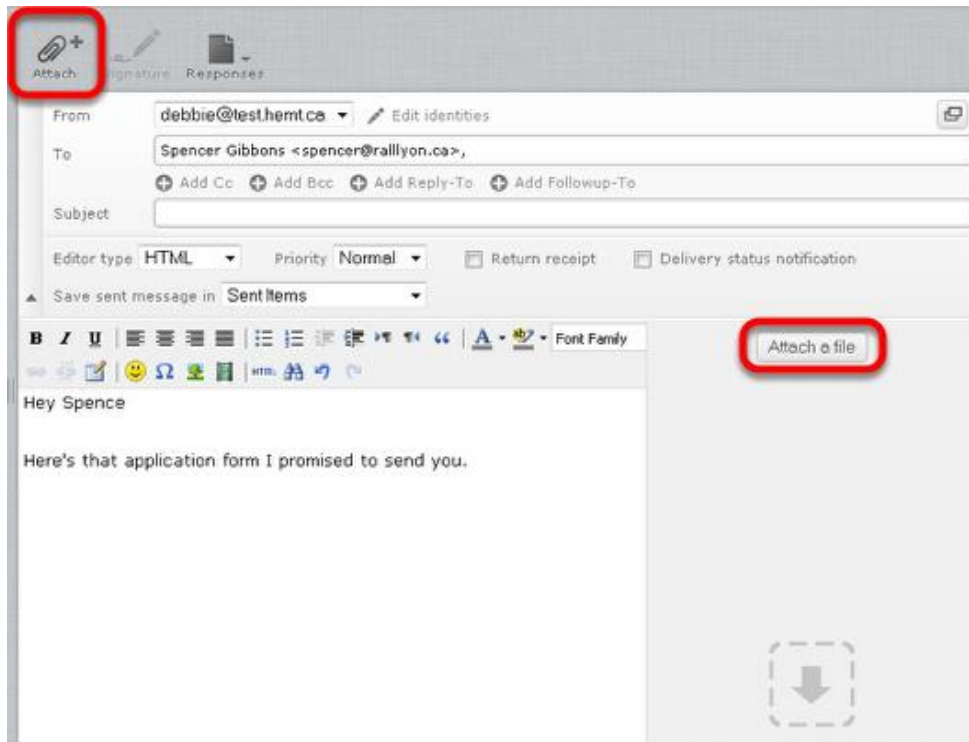 Attach Signature Responses
From debbie@test.hemt.ca Edit identities
To Spencer Gibbons <spencer@ralllyon.ca>,
Add Cc Add Bcc Add Reply-To Add Followup-To
Subject
Editor type HTML Priority Normal Return receipt Delivery status notification
Save sent message in Sent Items
B I U A ab Font Family
Ω HTML
Attach a file
Hey Spence
Here's that application form I promised to send you.